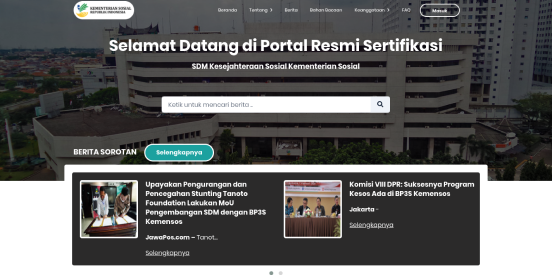 KEMENTERIAN SOSIAL
REPUBLIK INDONESIA
Beranda Tentang Berita Bahan Bacaan Keanggotaan FAQ Masuk
Selamat Datang di Portal Resmi Sertifikasi
SDM Kesejahteraan Sosial Kementerian Sosial
Ketik untuk mencari berita...
BERITA SOROTAN Selengkapnya
Upayakan Pengurangan dan
Pencegahan Stunting Tanoto
Foundation Lakukan MoU
Pengembangan SDM dengan BP3S
Kemensos
JawaPos.com – Tanot...
Selengkapnya
Komisi VIII DPR: Suksesnya Program
Kesos Ada di BP3S Kemensos
Jakarta -
Selengkapnya